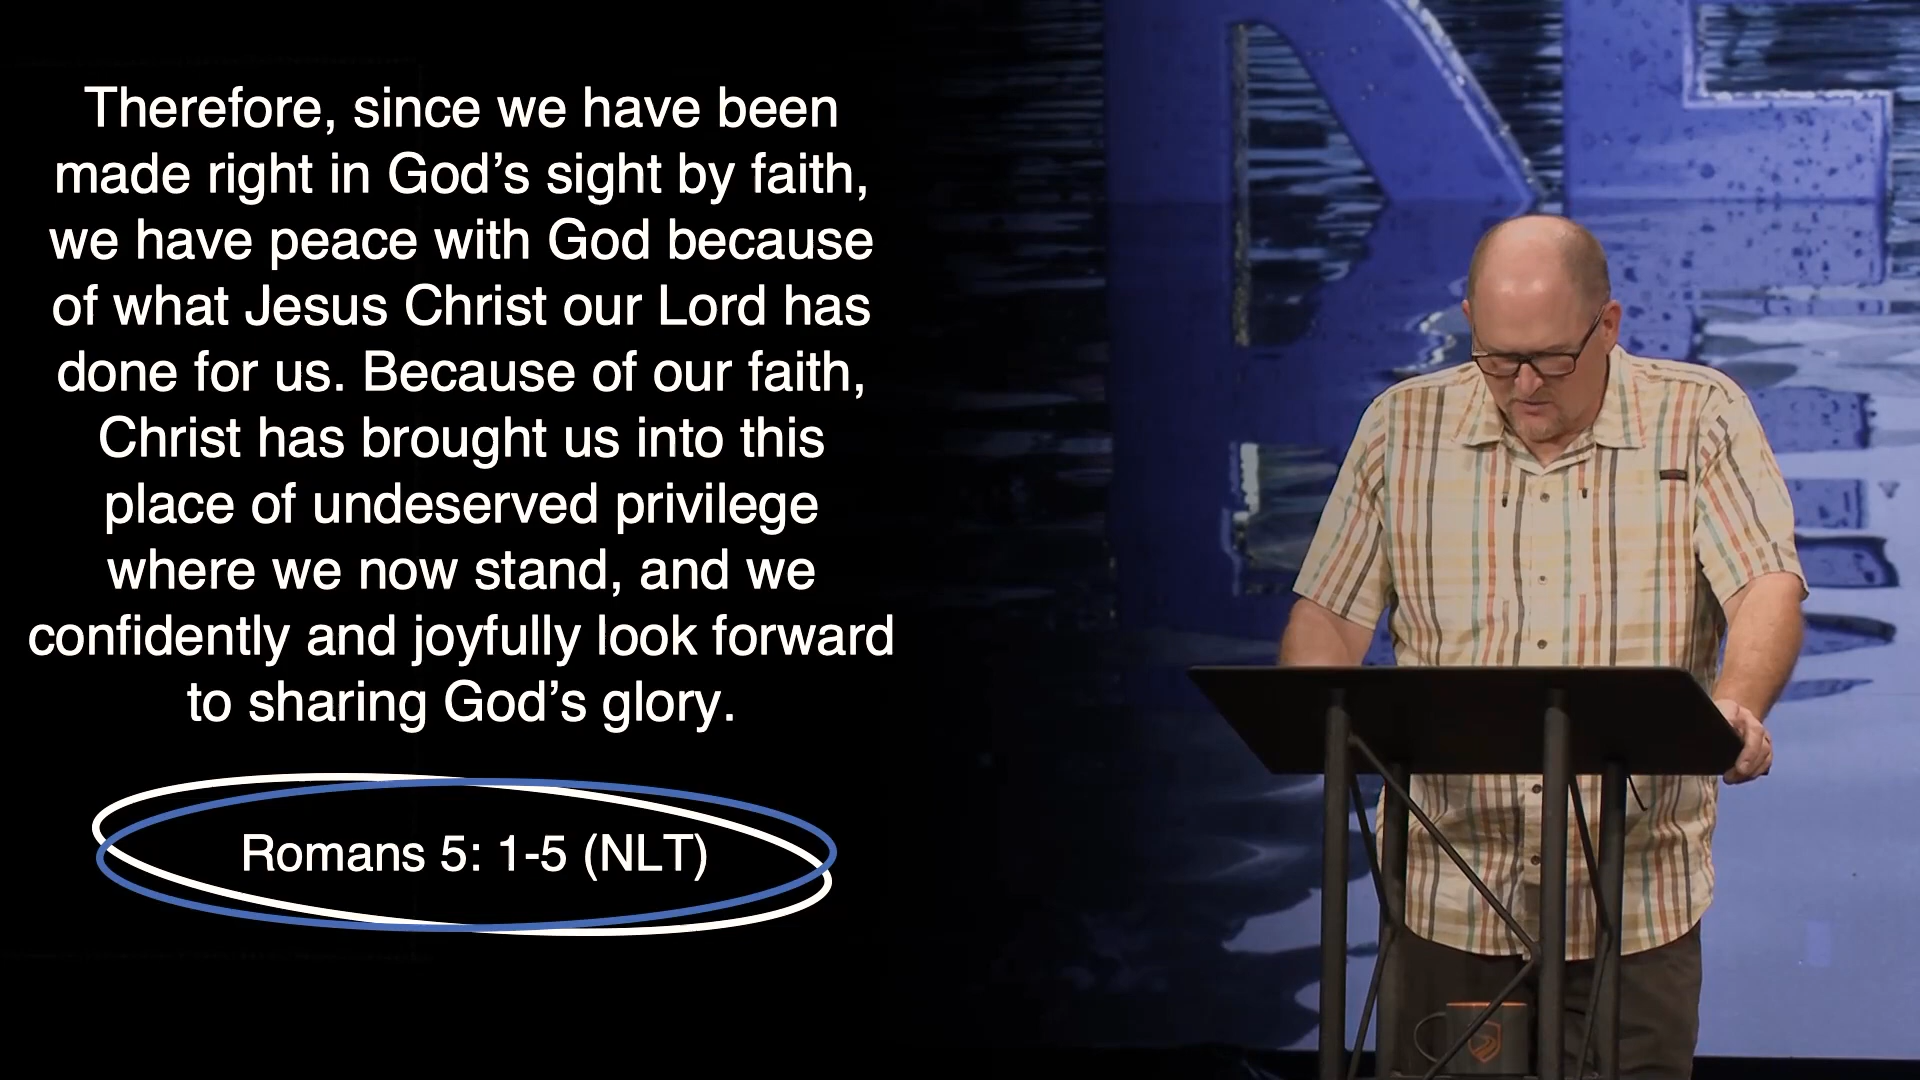 Therefore, since we have been
made right in God’s sight by faith,
we have peace with God because
of what Jesus Christ our Lord has
done for us. Because of our faith,
Christ has brought us into this
place of undeserved privilege
where we now stand, and we
confidently and joyfully look forward
to sharing God’s glory.
Romans 5: 1-5 (NLT)